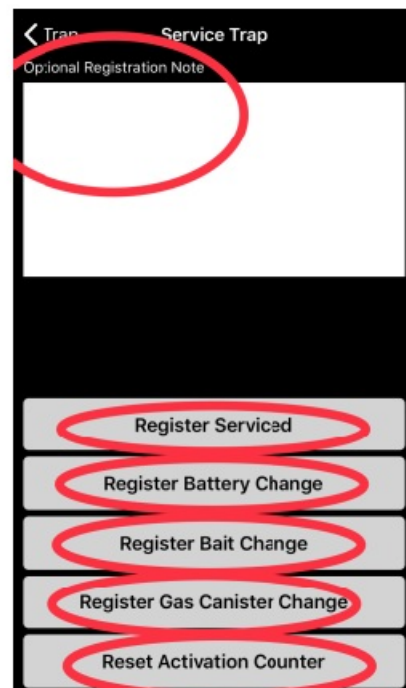 Trap Service Trap
Optional Registration Note
Register Serviced
Register Battery Change
Register Bait Change
Register Gas Canister Change
Reset Activation Counter